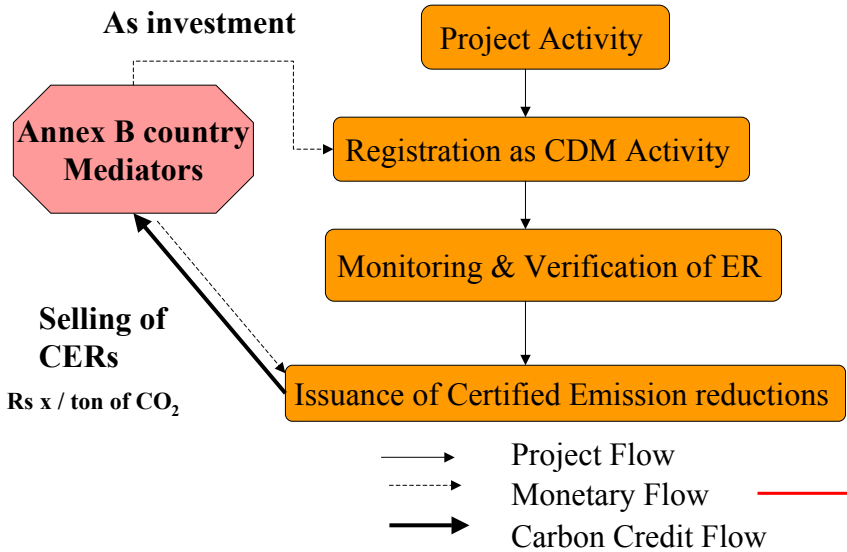 As investment
Project Activity
Annex B country
Mediators
Registration as CDM Activity
Monitoring & Verification of ER
Selling of
CERs
Rs x / ton of CO₂
Issuance of Certified Emission reductions
Project Flow
Monetary Flow
Carbon Credit Flow